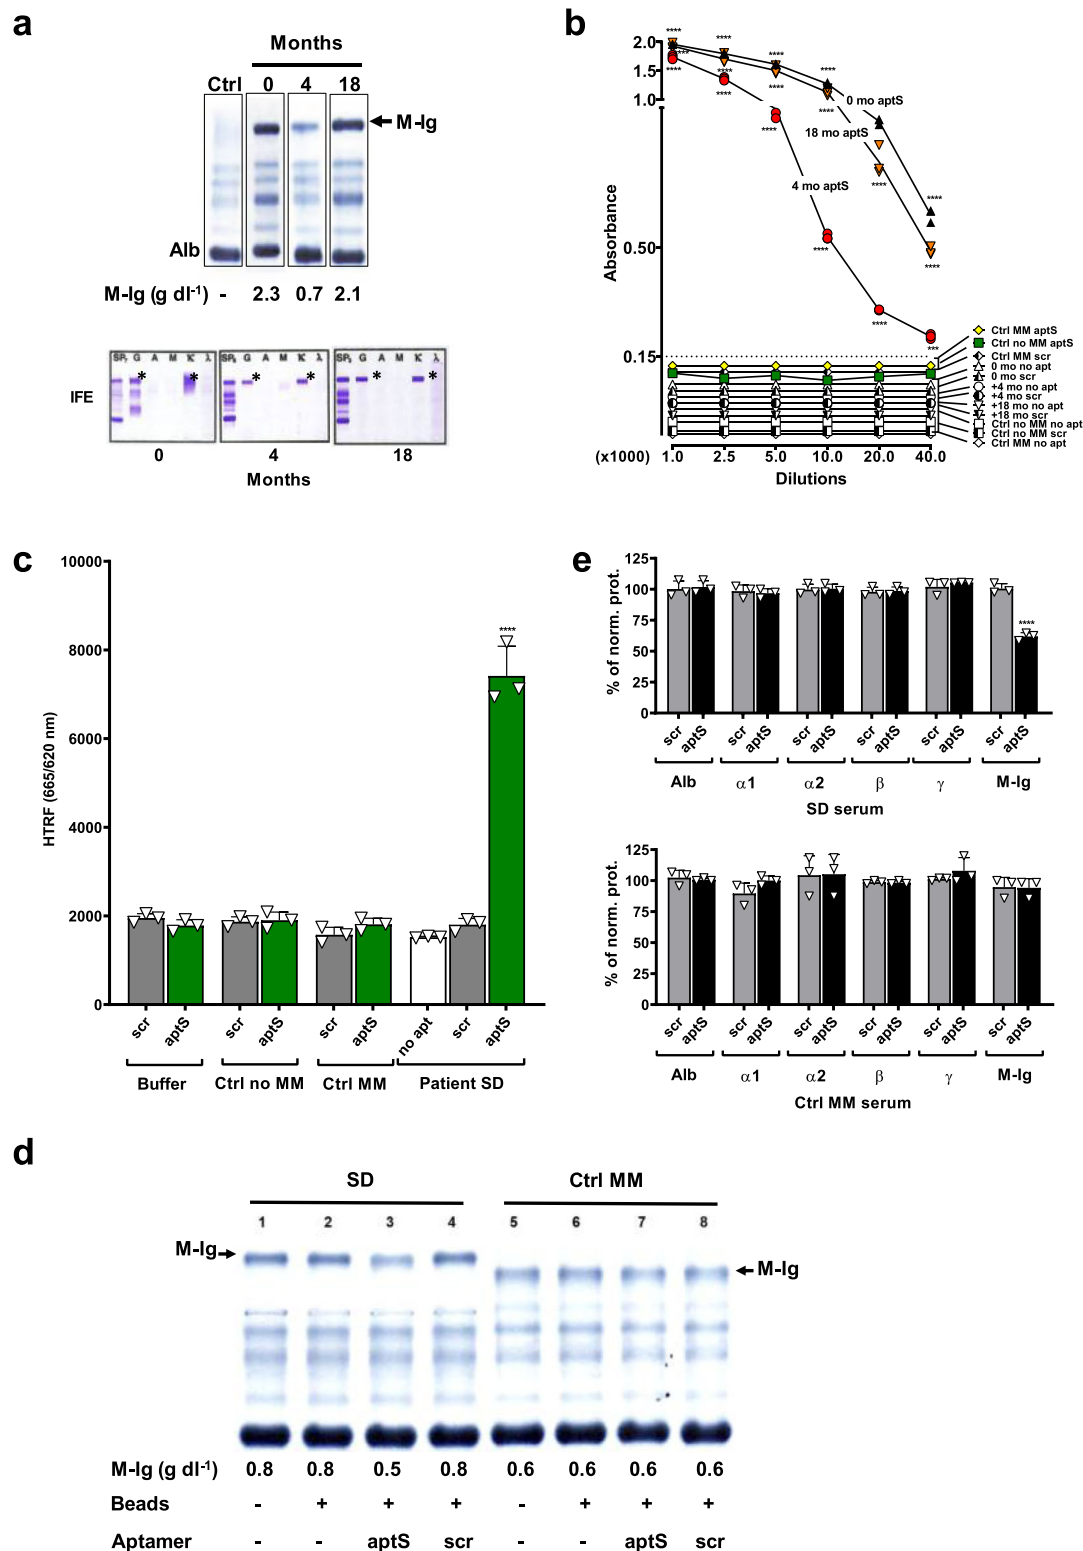 a
Months
Ctrl 0 4 18
M-Ig
Alb
M-Ig (g dl⁻¹) - 2.3 0.7 2.1
SP, G A M K λ
SP, G A M K λ
SP, G A M K λ
* * * * * *
IFE
0 4 18
Months
b
Absorbance
2.0
1.5
1.0
0.50
0.15
**** **** **** **** **** **** **** **** **** **** **** **** **** **** **** **** ***
0 mo aptS
18 mo aptS
4 mo aptS
Ctrl MM aptS
Ctrl no MM aptS
Ctrl MM scr
0 mo no apt
0 mo scr
+4 mo no apt
+4 mo scr
+18 mo no apt
+18 mo scr
Ctrl no MM no apt
Ctrl no MM scr
Ctrl MM no apt
(x1000) 1.0 2.5 5.0 10.0 20.0 40.0
Dilutions
c
HTRF (665/620 nm)
10000
8000
6000
4000
2000
0
****
scr aptS scr aptS scr aptS no apt scr aptS
Buffer Ctrl no MM Ctrl MM Patient SD
e
% of norm. prot.
125
100
75
50
25
0
****
scr aptS scr aptS scr aptS scr aptS scr aptS scr aptS
Alb α1 α2 β γ M-Ig
SD serum
% of norm. prot.
125
100
75
50
25
0
scr aptS scr aptS scr aptS scr aptS scr aptS scr aptS
Alb α1 α2 β γ M-Ig
Ctrl MM serum
d
SD Ctrl MM
1 2 3 4 5 6 7 8
M-Ig
M-Ig
M-Ig (g dl⁻¹) 0.8 0.8 0.5 0.8 0.6 0.6 0.6 0.6
Beads - + + + - + + +
Aptamer - - aptS scr - - aptS scr